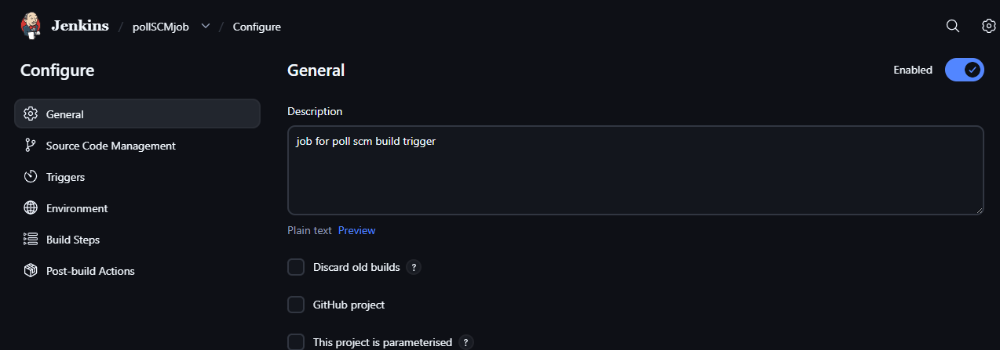 Jenkins / pollSCMjob / Configure
Configure
General
Source Code Management
Triggers
Environment
Build Steps
Post-build Actions
General
Enabled
Description
job for poll scm build trigger
Plain text Preview
Discard old builds ?
GitHub project
This project is parameterised ?